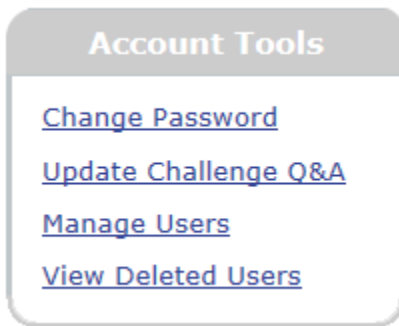 Account Tools
Change Password
Update Challenge Q&A
Manage Users
View Deleted Users